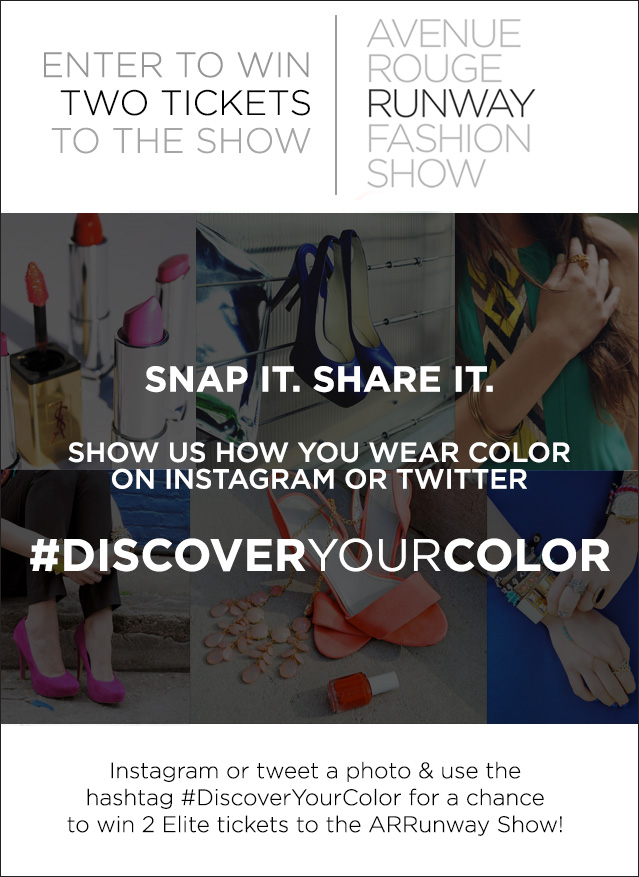 ENTER TO WIN
TWO TICKETS
TO THE SHOW
AVENUE
ROUGE
RUNWAY
FASHION
SHOW
SNAP IT. SHARE IT.
SHOW US HOW YOU WEAR COLOR
ON INSTAGRAM OR TWITTER
#DISCOVERYOURCOLOR
Instagram or tweet a photo & use the
hashtag #DiscoverYourColor for a chance
to win 2 Elite tickets to the ARRunway Show!